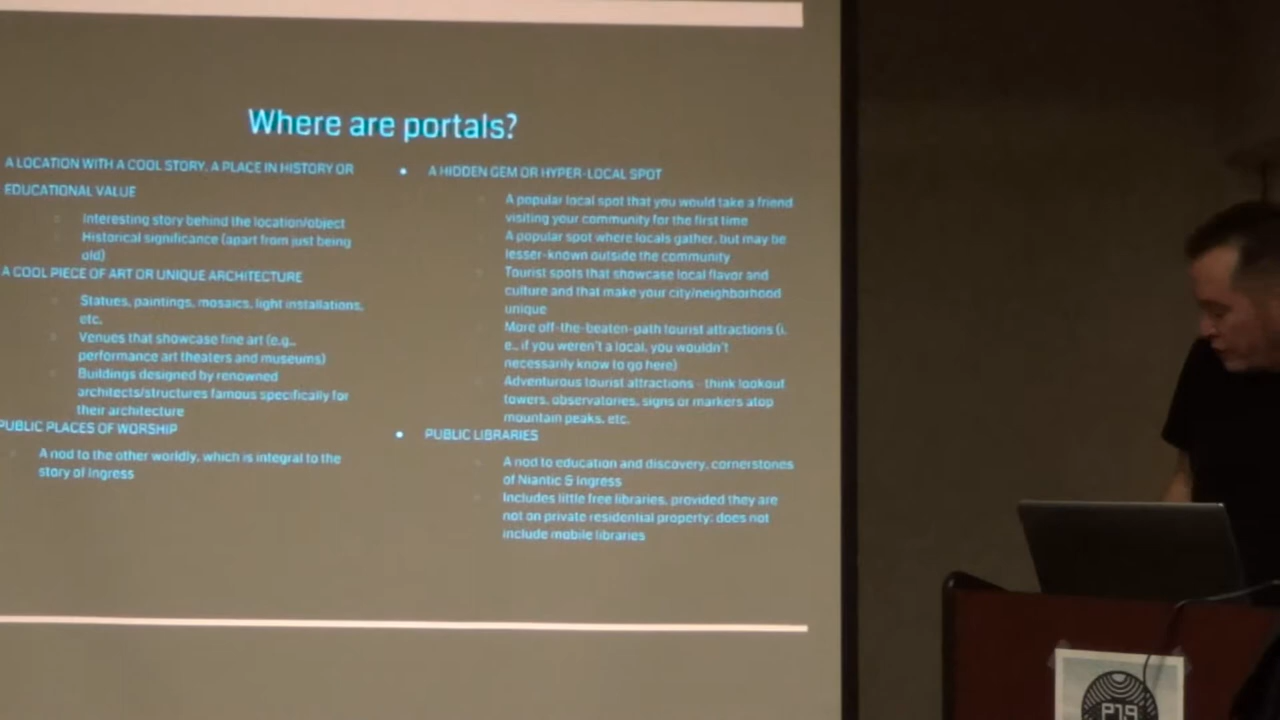 Where are portals?
A LOCATION WITH A COOL STORY, A PLACE IN HISTORY OR
EDUCATIONAL VALUE
Interesting story behind the location/object
Historical significance (apart from just being
old)
A COOL PIECE OF ART OR UNIQUE ARCHITECTURE
Statues, paintings, mosaics, light installations,
etc.
Venues that showcase fine art (e.g.,
performance art theaters and museums)
Buildings designed by renowned
architects/structures famous specifically for
their architecture
PUBLIC PLACES OF WORSHIP
A nod to the other worldly, which is integral to the
story of Ingress
A HIDDEN GEM OR HYPER-LOCAL SPOT
A popular local spot that you would take a friend
visiting your community for the first time
A popular spot where locals gather, but may be
lesser-known outside the community
Tourist spots that showcase local flavor and
culture and that make your city/neighborhood
unique
More off-the-beaten-path tourist attractions (i.
e., if you weren't a local, you wouldn't
necessarily know to go here)
Adventurous tourist attractions - think lookout
towers, observatories, signs or markers atop
mountain peaks, etc.
PUBLIC LIBRARIES
A nod to education and discovery, cornerstones
of Niantic & Ingress
Includes little free libraries, provided they are
not on private residential property; does not
include mobile libraries
P19